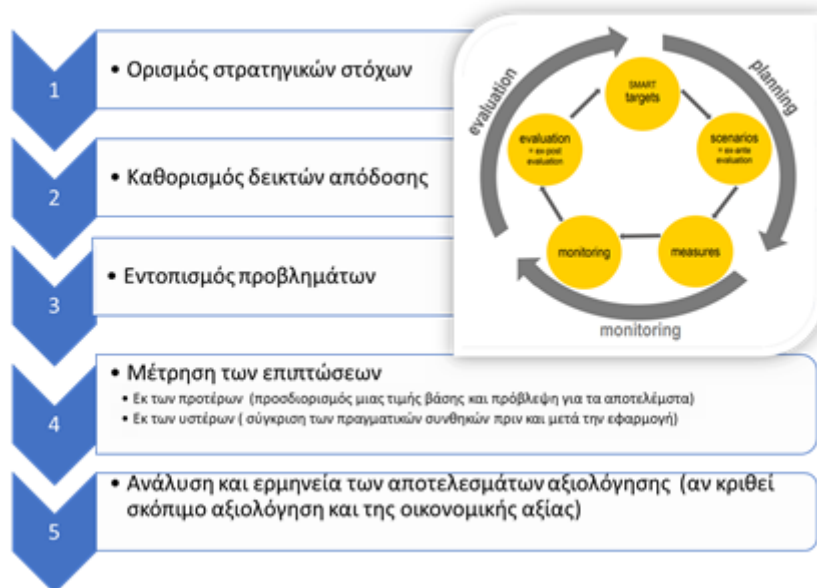 1
• Ορισμός στρατηγικών στόχων
2
• Καθορισμός δεικτών απόδοσης
3
• Εντοπισμός προβλημάτων
4
• Μέτρηση των επιπτώσεων
• Εκ των προτέρων (προσδιορισμός μιας τιμής βάσης και πρόβλεψη για τα αποτελέμστα)
• Εκ των υστέρων ( σύγκριση των πραγματικών συνθηκών πριν και μετά την εφαρμογή)
5
• Ανάλυση και ερμηνεία των αποτελεσμάτων αξιολόγησης (αν κριθεί
σκόπιμο αξιολόγηση και της οικονομικής αξίας)
evaluation
planning
monitoring
SMART
targets
scenarios
= ex-ante
evaluation
measures
monitoring
evaluation
= ex-post
evaluation